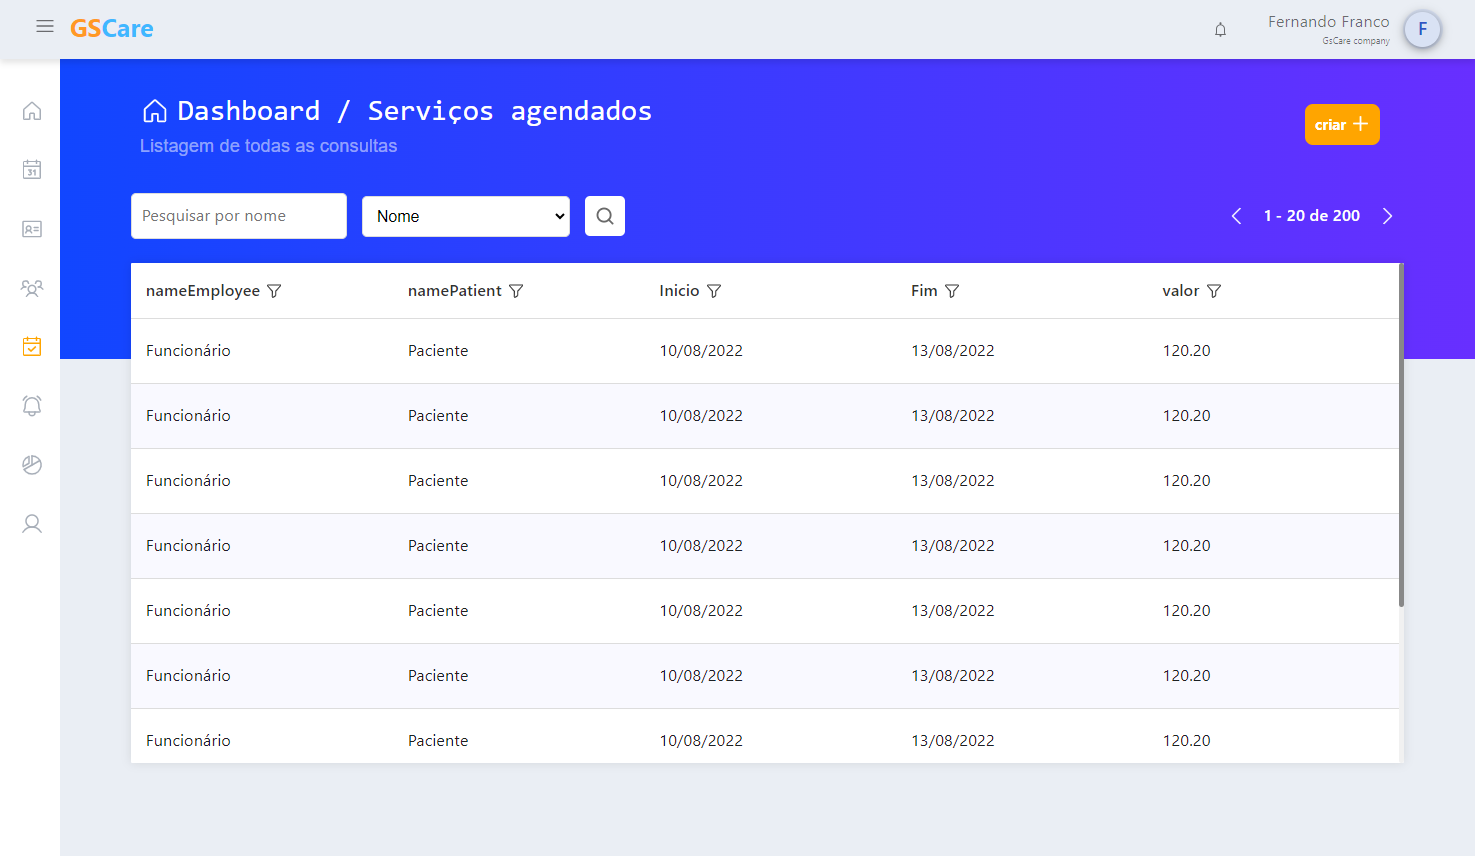 GSCare
Fernando Franco
GsCare company
F
Dashboard / Serviços agendados
Listagem de todas as consultas
criar
Pesquisar por nome
Nome
1 - 20 de 200
31
nameEmployee namePatient Inicio Fim valor
Funcionário Paciente 10/08/2022 13/08/2022 120.20
Funcionário Paciente 10/08/2022 13/08/2022 120.20
Funcionário Paciente 10/08/2022 13/08/2022 120.20
Funcionário Paciente 10/08/2022 13/08/2022 120.20
Funcionário Paciente 10/08/2022 13/08/2022 120.20
Funcionário Paciente 10/08/2022 13/08/2022 120.20
Funcionário Paciente 10/08/2022 13/08/2022 120.20